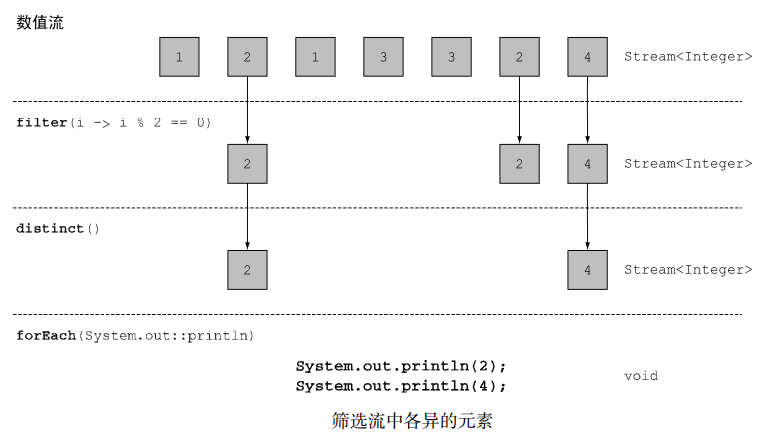 数值流
1 2 1 3 3 2 4 Stream<Integer>
filter(i -> i % 2 == 0)
2 2 4 Stream<Integer>
distinct()
2 4 Stream<Integer>
forEach(System.out::println)
System.out.println(2);
System.out.println(4);
void
筛选流中各异的元素